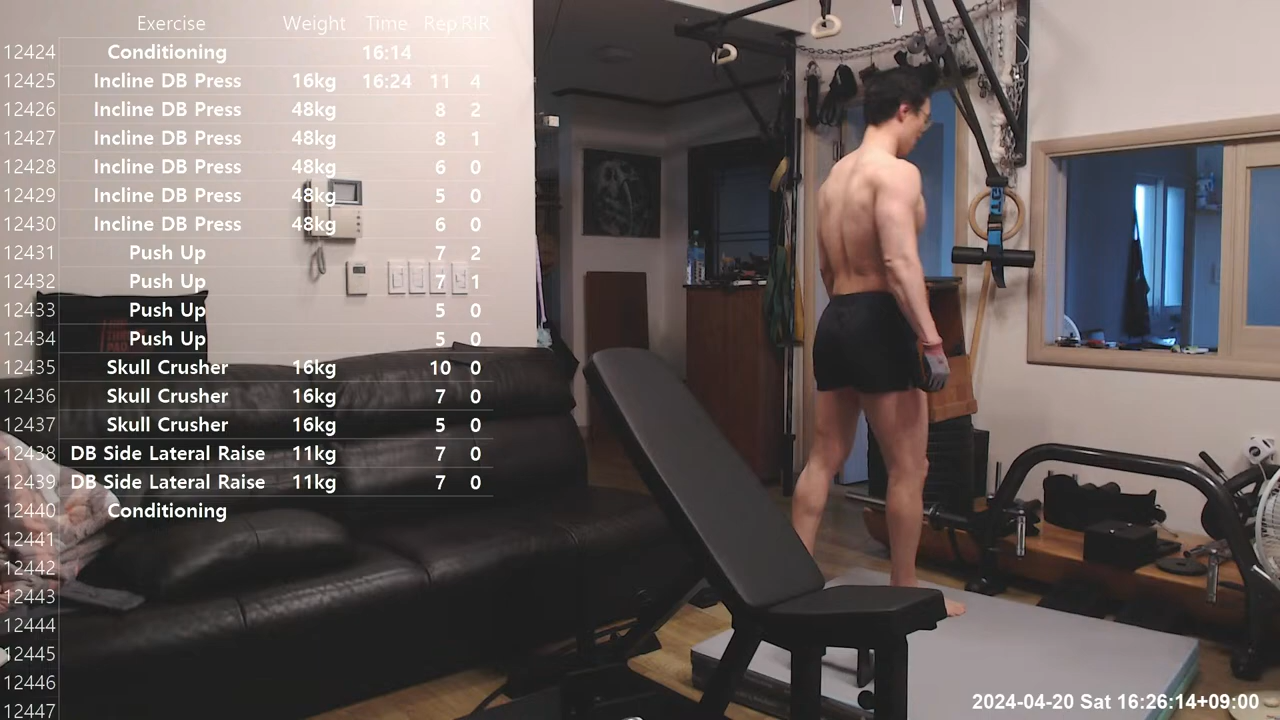 Exercise Weight Time Rep RIR
12424 Conditioning 16:14
12425 Incline DB Press 16kg 16:24 11 4
12426 Incline DB Press 48kg 8 2
12427 Incline DB Press 48kg 8 1
12428 Incline DB Press 48kg 6 0
12429 Incline DB Press 48kg 5 0
12430 Incline DB Press 48kg 6 0
12431 Push Up 7 2
12432 Push Up 7 1
12433 Push Up 5 0
12434 Push Up 5 0
12435 Skull Crusher 16kg 10 0
12436 Skull Crusher 16kg 7 0
12437 Skull Crusher 16kg 5 0
12438 DB Side Lateral Raise 11kg 7 0
12439 DB Side Lateral Raise 11kg 7 0
12440 Conditioning
12441
12442
12443
12444
12445
12446
12447
2024-04-20 Sat 16:26:14+09:00